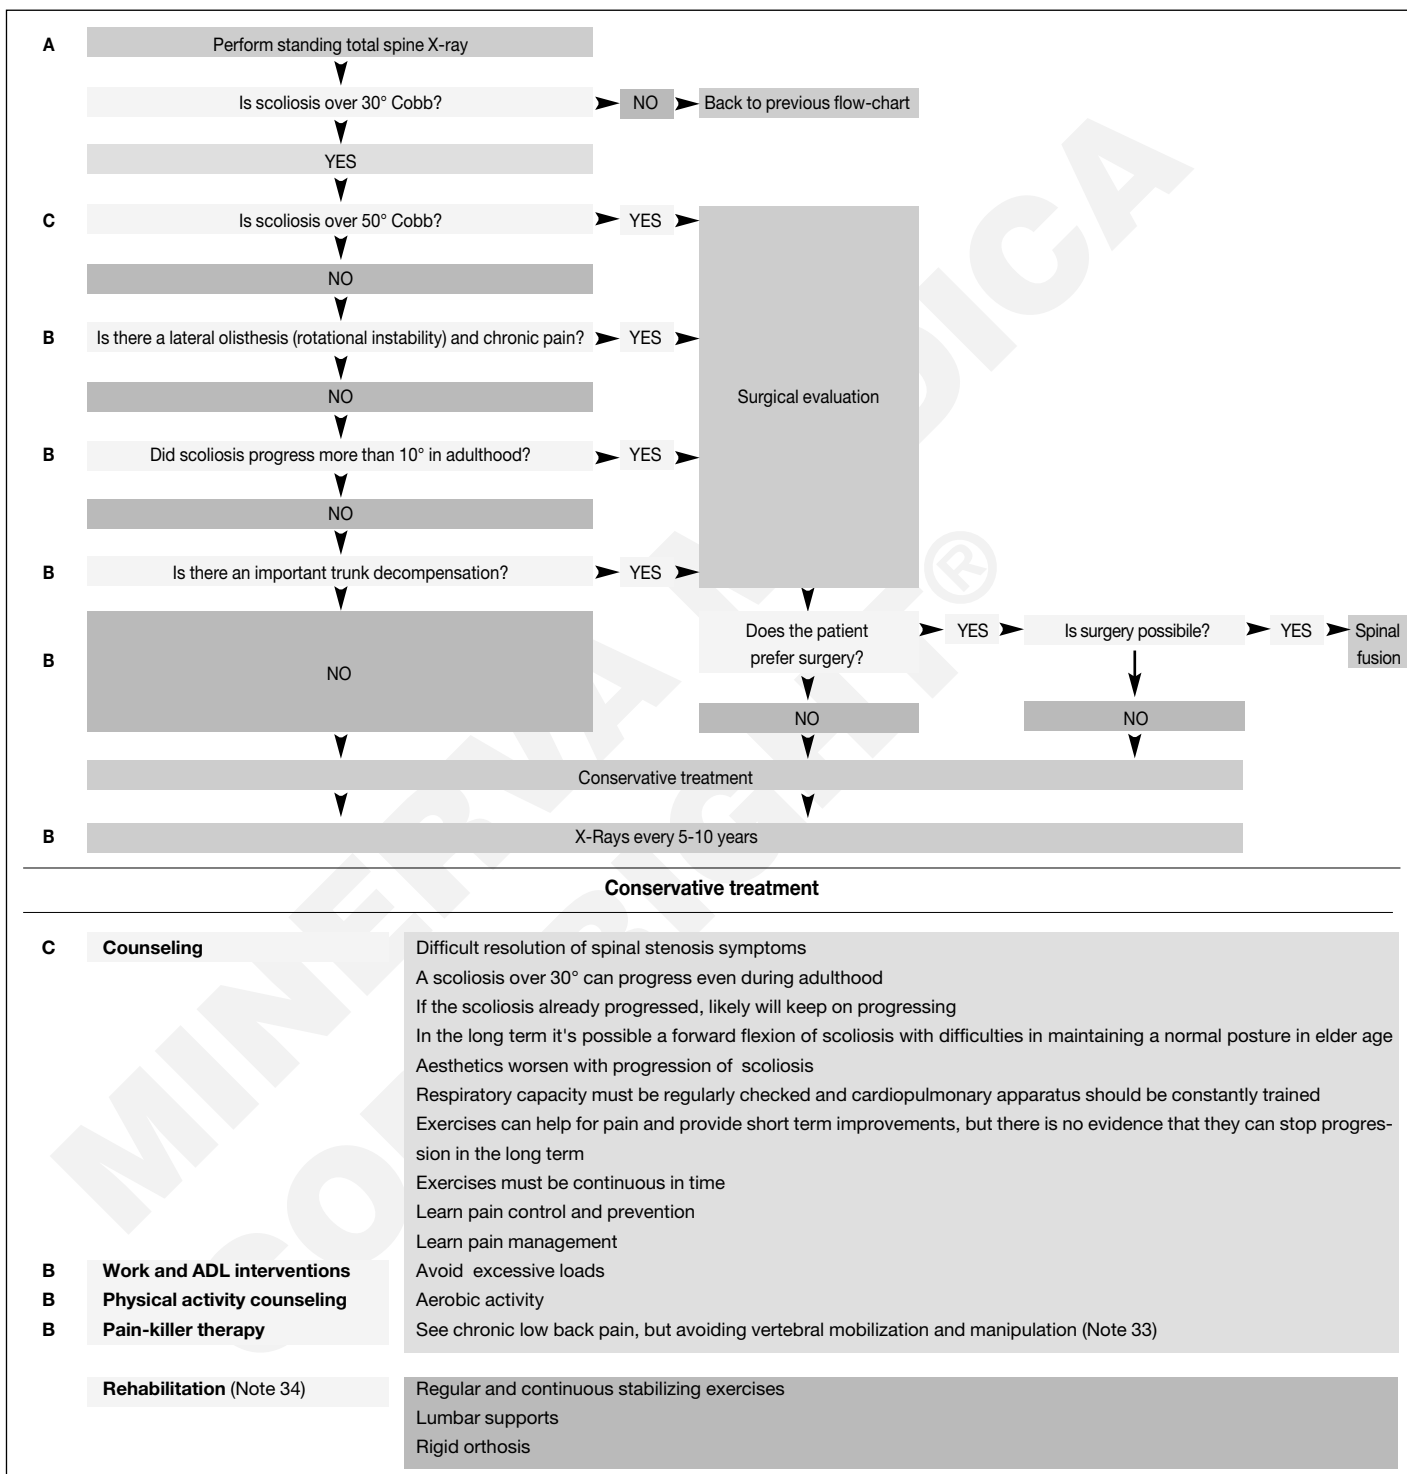 A Perform standing total spine X-ray
Is scoliosis over 30° Cobb? NO Back to previous flow-chart
YES
C Is scoliosis over 50° Cobb? YES
NO
B Is there a lateral olisthesis (rotational instability) and chronic pain? YES
NO
Surgical evaluation
B Did scoliosis progress more than 10° in adulthood? YES
NO
B Is there an important trunk decompensation? YES
Does the patient
prefer surgery?
YES
Is surgery possibile?
YES
Spinal
fusion
B
NO
NO
NO
Conservative treatment
B X-Rays every 5-10 years
Conservative treatment
C Counseling Difficult resolution of spinal stenosis symptoms
A scoliosis over 30° can progress even during adulthood
If the scoliosis already progressed, likely will keep on progressing
In the long term it's possible a forward flexion of scoliosis with difficulties in maintaining a normal posture in elder age
Aesthetics worsen with progression of scoliosis
Respiratory capacity must be regularly checked and cardiopulmonary apparatus should be constantly trained
Exercises can help for pain and provide short term improvements, but there is no evidence that they can stop progres-
sion in the long term
Exercises must be continuous in time
Learn pain control and prevention
Learn pain management
B Work and ADL interventions Avoid excessive loads
B Physical activity counseling Aerobic activity
B Pain-killer therapy See chronic low back pain, but avoiding vertebral mobilization and manipulation (Note 33)
Rehabilitation (Note 34) Regular and continuous stabilizing exercises
Lumbar supports
Rigid orthosis
MINERVA MEDICA
COPYRIGHT®